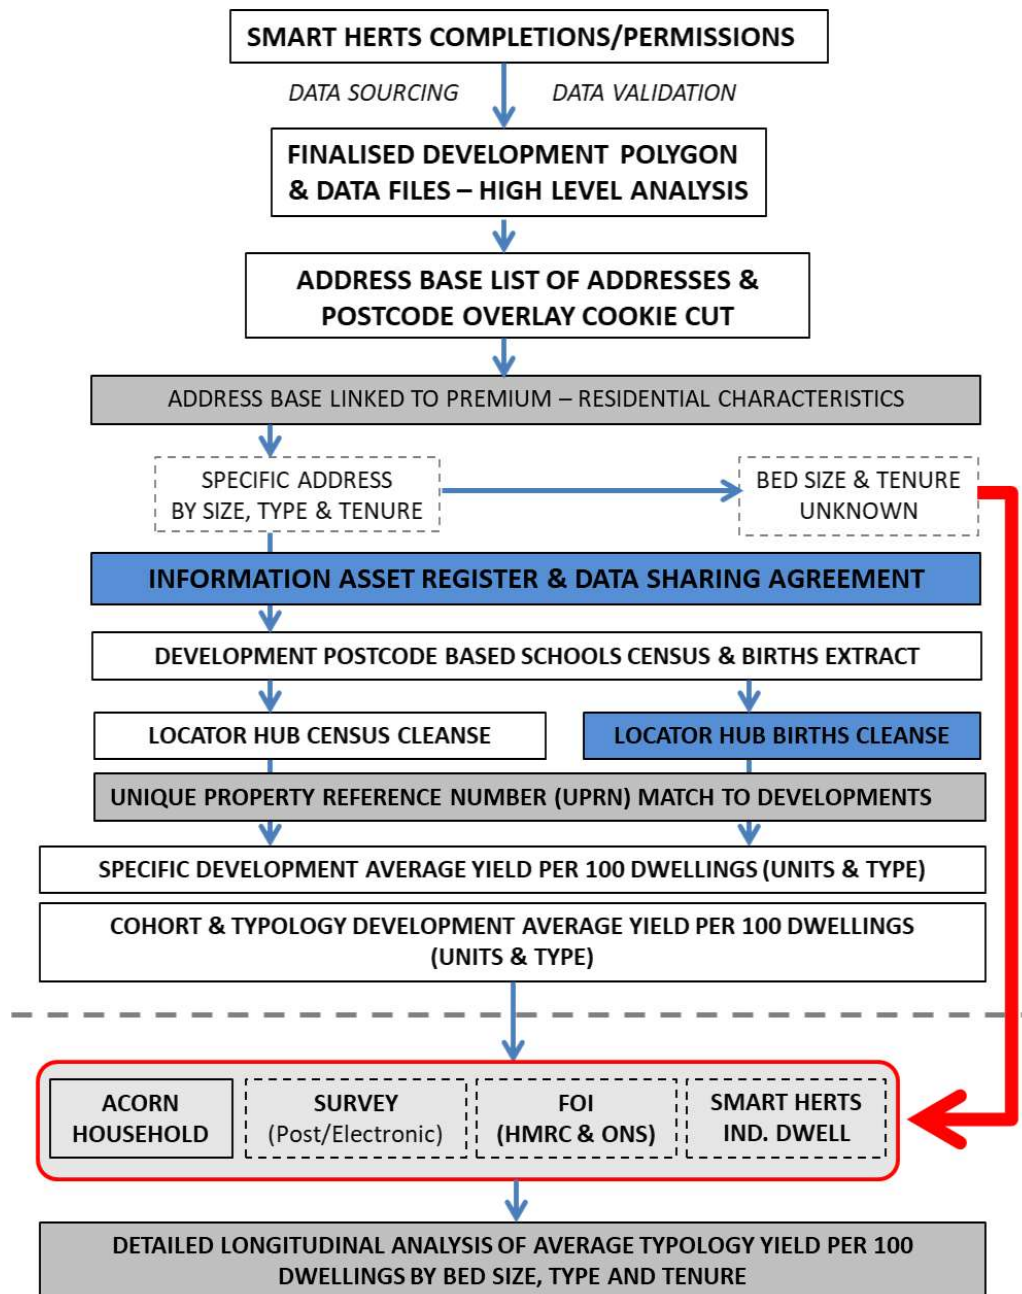 SMART HERTS COMPLETIONS/PERMISSIONS
DATA SOURCING
DATA VALIDATION
FINALISED DEVELOPMENT POLYGON
& DATA FILES – HIGH LEVEL ANALYSIS
ADDRESS BASE LIST OF ADDRESSES &
POSTCODE OVERLAY COOKIE CUT
ADDRESS BASE LINKED TO PREMIUM – RESIDENTIAL CHARACTERISTICS
SPECIFIC ADDRESS
BY SIZE, TYPE & TENURE
BED SIZE & TENURE
UNKNOWN
INFORMATION ASSET REGISTER & DATA SHARING AGREEMENT
DEVELOPMENT POSTCODE BASED SCHOOLS CENSUS & BIRTHS EXTRACT
LOCATOR HUB CENSUS CLEANSE
LOCATOR HUB BIRTHS CLEANSE
UNIQUE PROPERTY REFERENCE NUMBER (UPRN) MATCH TO DEVELOPMENTS
SPECIFIC DEVELOPMENT AVERAGE YIELD PER 100 DWELLINGS (UNITS & TYPE)
COHORT & TYPOLOGY DEVELOPMENT AVERAGE YIELD PER 100 DWELLINGS
(UNITS & TYPE)
ACORN
HOUSEHOLD
SURVEY
(Post/Electronic)
FOI
(HMRC & ONS)
SMART HERTS
IND. DWELL
DETAILED LONGITUDINAL ANALYSIS OF AVERAGE TYPOLOGY YIELD PER 100
DWELLINGS BY BED SIZE, TYPE AND TENURE